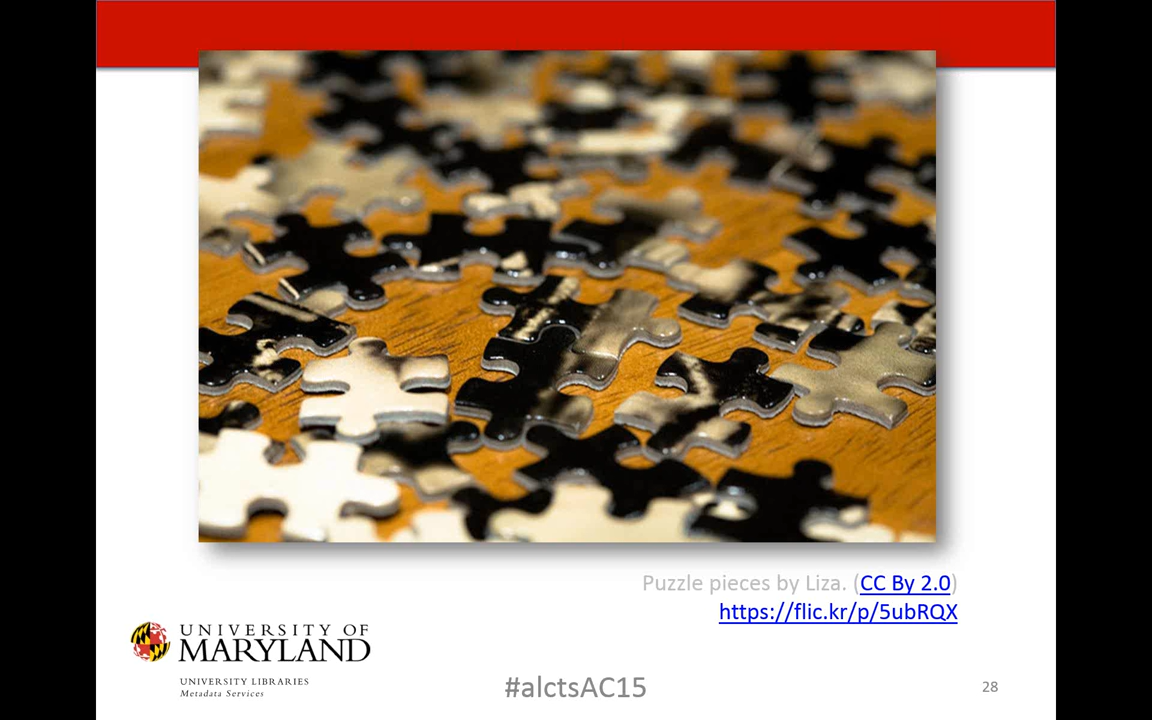 Puzzle pieces by Liza. (CC By 2.0)
https://flic.kr/p/5ubRQX
UNIVERSITY OF
MARYLAND
UNIVERSITY LIBRARIES
Metadata Services
#alctsAC15
28